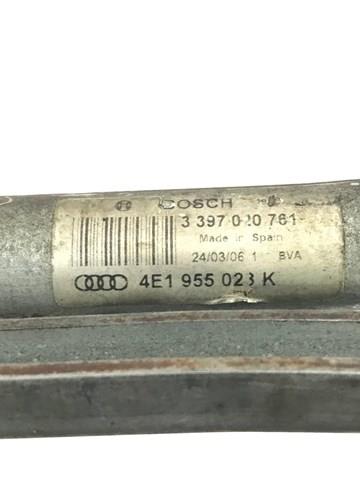 BOSCH
3 397 020 761
Made in Spain
24/03/06 1 BVA
4E1 955 023 K